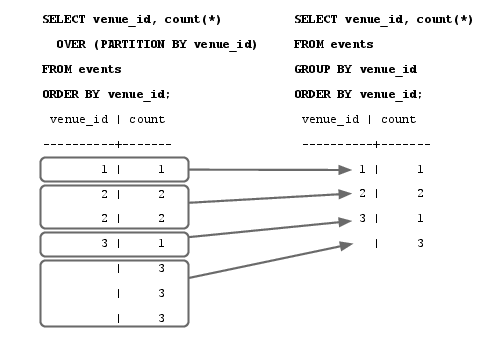 SELECT venue_id, count(*)
OVER (PARTITION BY venue_id)
FROM events
ORDER BY venue_id;
venue_id | count
----------+-------
1 | 1
2 | 2
2 | 2
3 | 1
| 3
| 3
| 3
SELECT venue_id, count(*)
FROM events
GROUP BY venue_id
ORDER BY venue_id;
venue_id | count
----------+-------
1 | 1
2 | 2
3 | 1
| 3